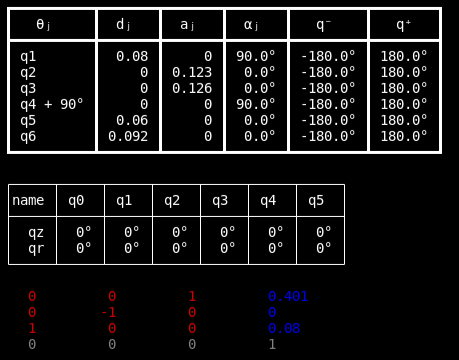 θⱼ dⱼ aⱼ αⱼ q⁻ q⁺
q1 0.08 0 90.0° -180.0° 180.0°
q2 0 0.123 0.0° -180.0° 180.0°
q3 0 0.126 0.0° -180.0° 180.0°
q4 + 90° 0 0 90.0° -180.0° 180.0°
q5 0.06 0 0.0° -180.0° 180.0°
q6 0.092 0 0.0° -180.0° 180.0°
name q0 q1 q2 q3 q4 q5
qz 0° 0° 0° 0° 0° 0°
qr 0° 0° 0° 0° 0° 0°
0 0 1 0.401
0 -1 0 0
1 0 0 0.08
0 0 0 1